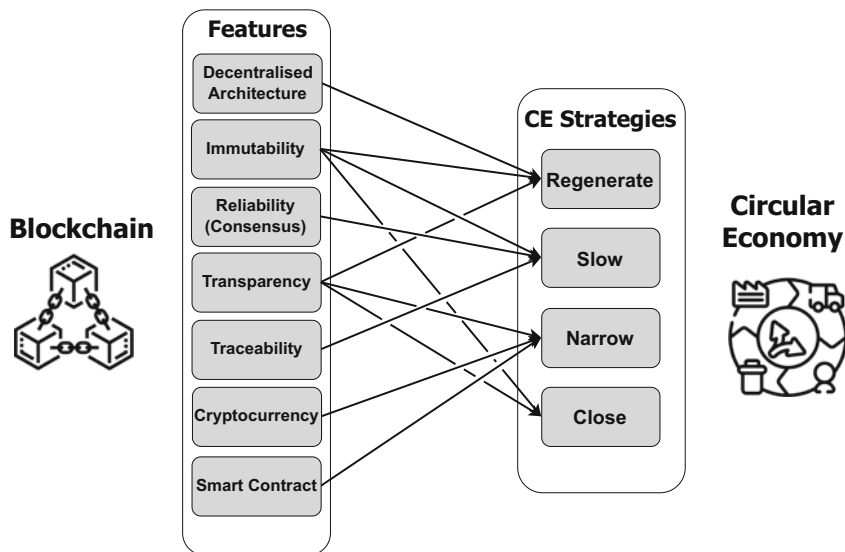 Blockchain
Features
Decentralised
Architecture
Immutability
Reliability
(Consensus)
Transparency
Traceability
Cryptocurrency
Smart Contract
CE Strategies
Regenerate
Slow
Narrow
Close
Circular
Economy